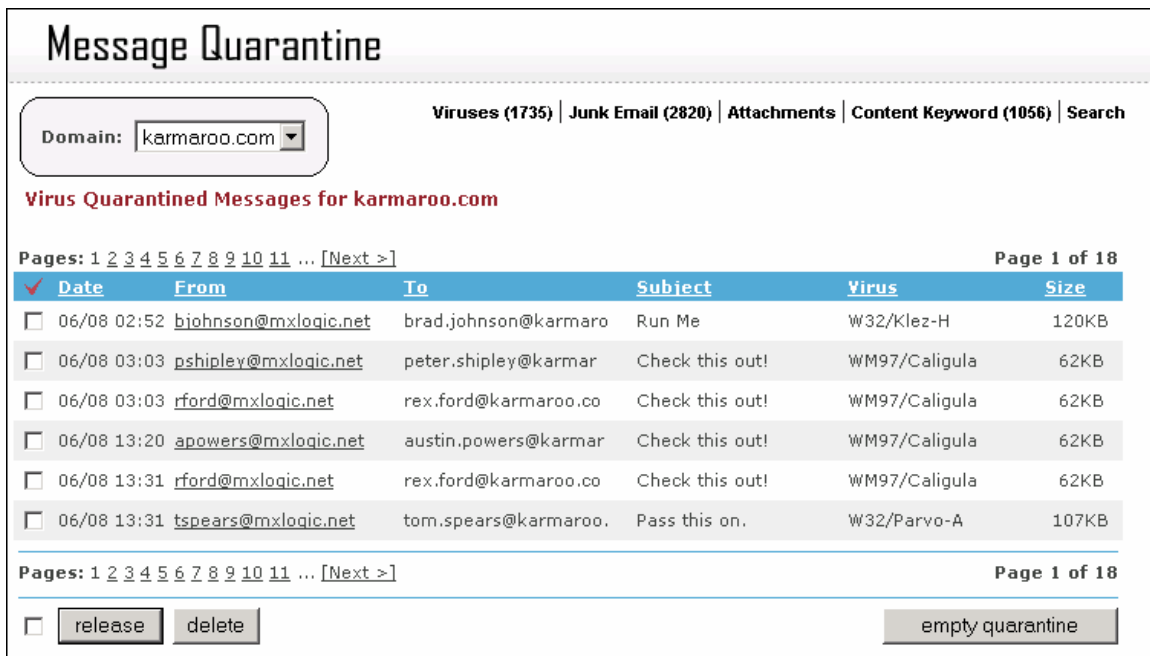 Message Quarantine
Viruses (1735) | Junk Email (2820) | Attachments | Content Keyword (1056) | Search
Domain: karmaroo.com
Virus Quarantined Messages for karmaroo.com
Pages: 1 2 3 4 5 6 7 8 9 10 11 ... [Next >] Page 1 of 18
Date From To Subject Virus Size
06/08 02:52 bjohnson@mxlogic.net brad.johnson@karmaro Run Me W32/Klez-H 120KB
06/08 03:03 pshipley@mxlogic.net peter.shipley@karmar Check this out! WM97/Caligula 62KB
06/08 03:03 rford@mxlogic.net rex.ford@karmaroo.co Check this out! WM97/Caligula 62KB
06/08 13:20 apowers@mxlogic.net austin.powers@karmar Check this out! WM97/Caligula 62KB
06/08 13:31 rford@mxlogic.net rex.ford@karmaroo.co Check this out! WM97/Caligula 62KB
06/08 13:31 tspears@mxlogic.net tom.spears@karmaroo. Pass this on. W32/Parvo-A 107KB
Pages: 1 2 3 4 5 6 7 8 9 10 11 ... [Next >] Page 1 of 18
release delete empty quarantine